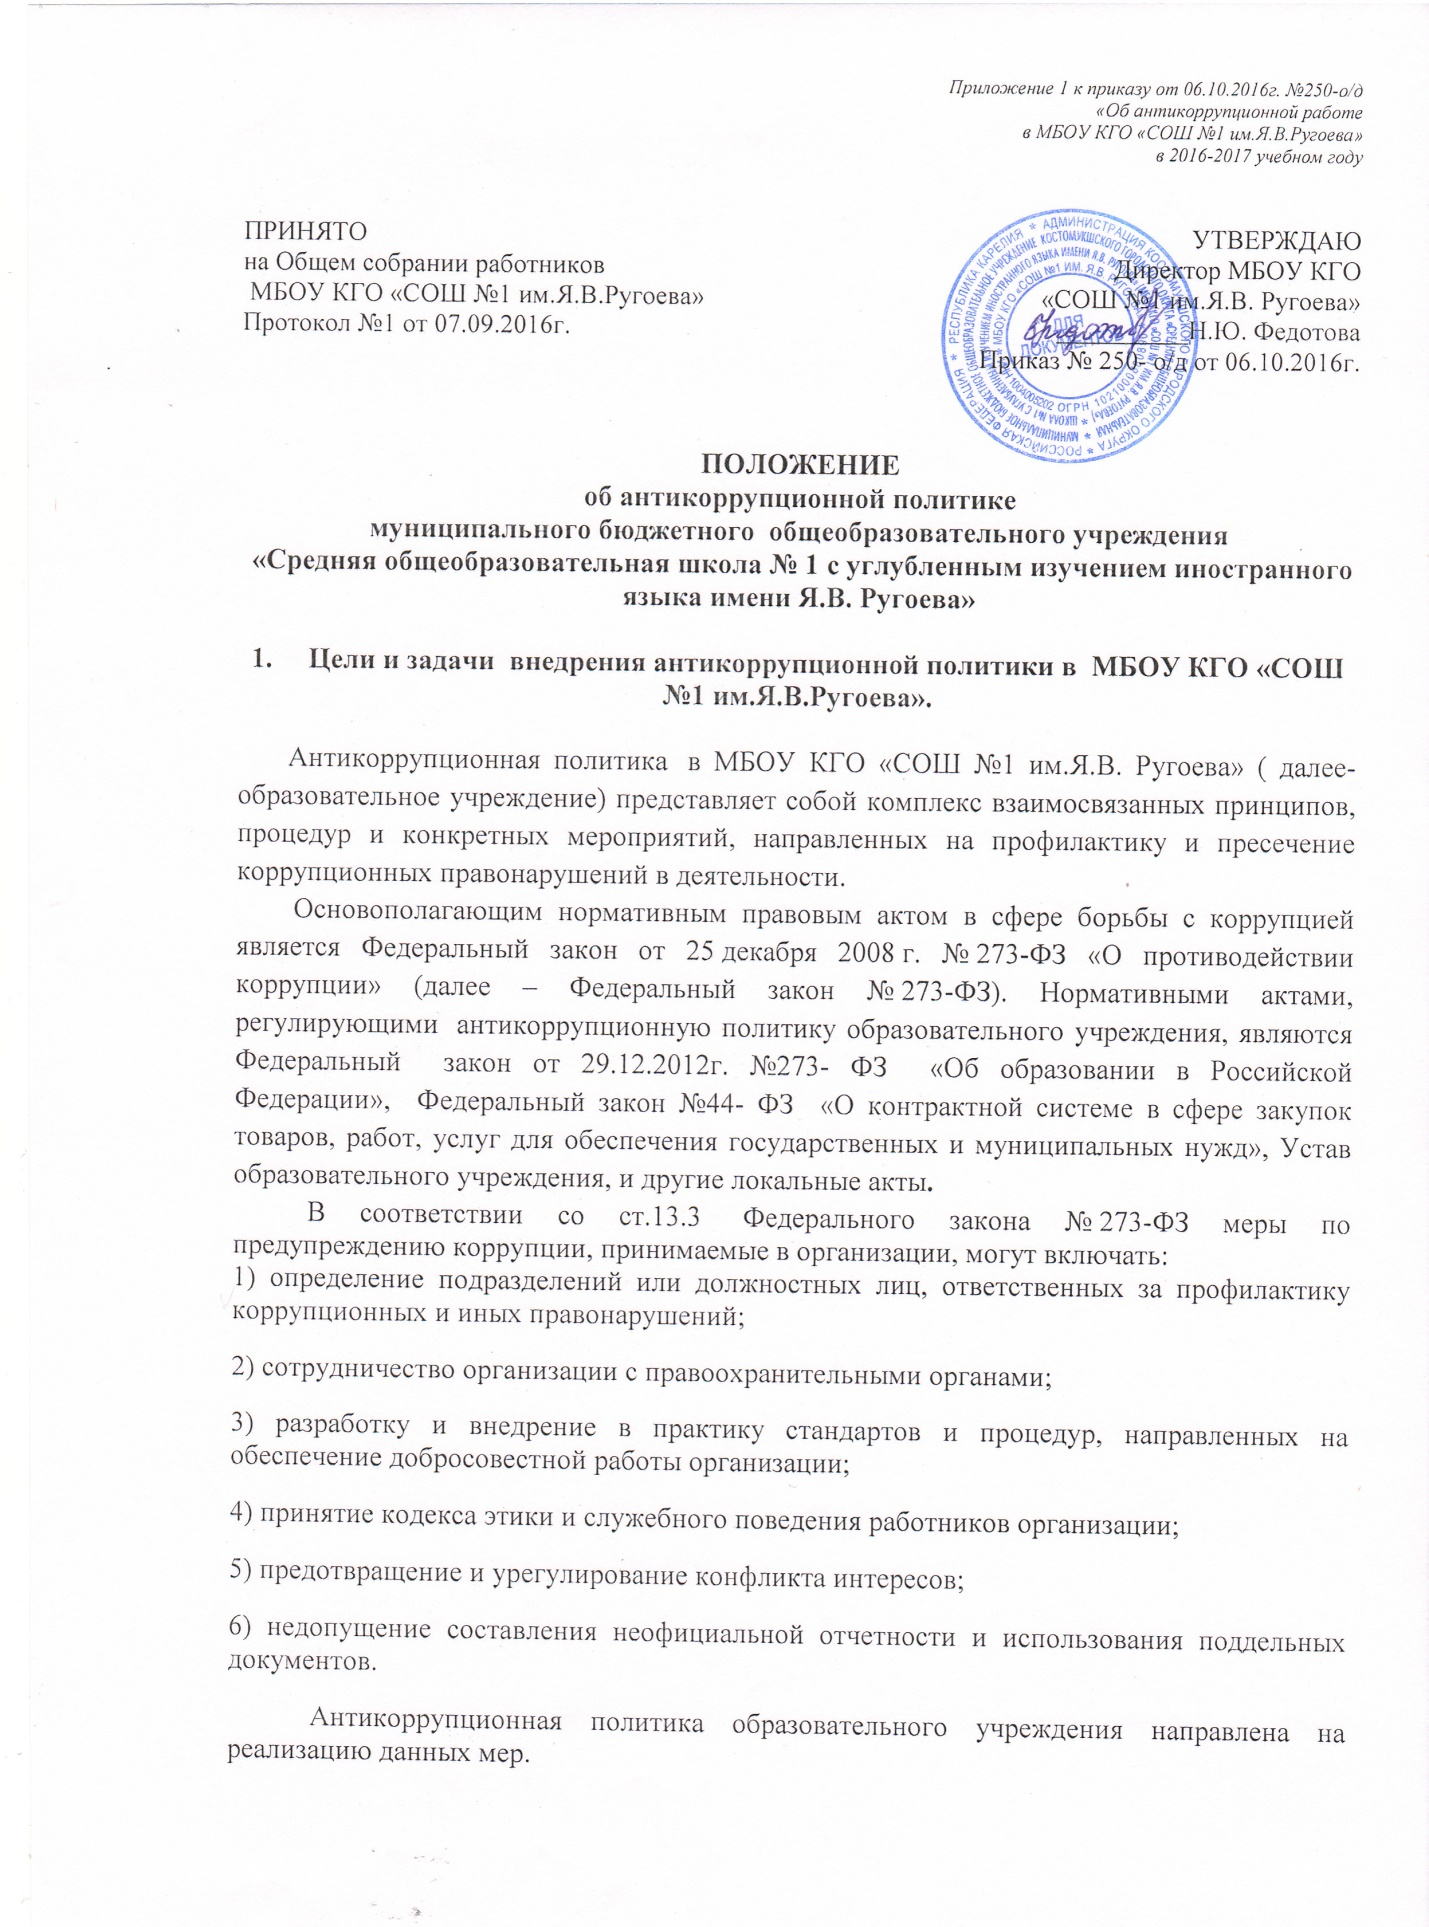 Приложение 1 к приказу от 06.10.2016г. №250-о/д
«Об антикоррупционной работе
в МБОУ КГО «СОШ №1 им.Я.В.Ругоева»
в 2016-2017 учебном году
ПРИНЯТО
на Общем собрании работников
МБОУ КГО «СОШ №1 им.Я.В.Ругоева»
Протокол №1 от 07.09.2016г.
УТВЕРЖДАЮ
Директор МБОУ КГО
«СОШ №1 им.Я.В. Ругоева»
Н.Ю. Федотова
Приказ № 250- о/д от 06.10.2016г.
РОССИЙСКАЯ ФЕДЕРАЦИЯ * РЕСПУБЛИКА КАРЕЛИЯ * АДМИНИСТРАЦИЯ КОСТОМУКШСКОГО ГОРОДСКОГО ОКРУГА *
ДЛЯ
ДОКУМЕНТОВ
ПОЛОЖЕНИЕ
об антикоррупционной политике
муниципального бюджетного общеобразовательного учреждения
«Средняя общеобразовательная школа № 1 с углубленным изучением иностранного
языка имени Я.В. Ругоева»
1. Цели и задачи внедрения антикоррупционной политики в МБОУ КГО «СОШ
№1 им.Я.В.Ругоева».
Антикоррупционная политика в МБОУ КГО «СОШ №1 им.Я.В. Ругоева» ( далее-
образовательное учреждение) представляет собой комплекс взаимосвязанных принципов,
процедур и конкретных мероприятий, направленных на профилактику и пресечение
коррупционных правонарушений в деятельности.
Основополагающим нормативным правовым актом в сфере борьбы с коррупцией
является Федеральный закон от 25 декабря 2008 г. № 273-ФЗ «О противодействии
коррупции» (далее – Федеральный закон № 273-ФЗ). Нормативными актами,
регулирующими антикоррупционную политику образовательного учреждения, являются
Федеральный закон от 29.12.2012г. №273- ФЗ «Об образовании в Российской
Федерации», Федеральный закон №44- ФЗ «О контрактной системе в сфере закупок
товаров, работ, услуг для обеспечения государственных и муниципальных нужд», Устав
образовательного учреждения, и другие локальные акты.
В соответствии со ст.13.3 Федерального закона № 273-ФЗ меры по
предупреждению коррупции, принимаемые в организации, могут включать:
1) определение подразделений или должностных лиц, ответственных за профилактику
коррупционных и иных правонарушений;
2) сотрудничество организации с правоохранительными органами;
3) разработку и внедрение в практику стандартов и процедур, направленных на
обеспечение добросовестной работы организации;
4) принятие кодекса этики и служебного поведения работников организации;
5) предотвращение и урегулирование конфликта интересов;
6) недопущение составления неофициальной отчетности и использования поддельных
документов.
Антикоррупционная политика образовательного учреждения направлена на
реализацию данных мер.